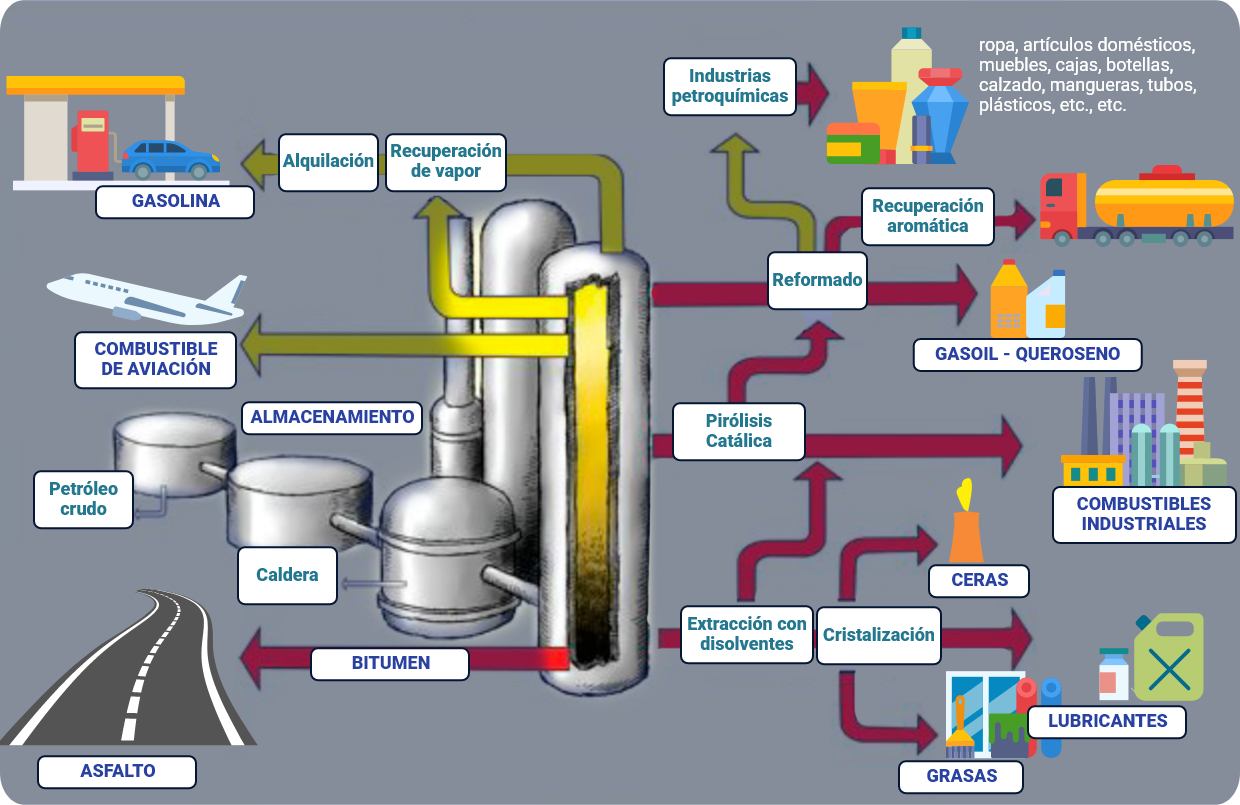 Industrias
petroquímicas
ropa, artículos domésticos,
muebles, cajas, botellas,
calzado, mangueras, tubos,
plásticos, etc., etc.
Alquilación
Recuperación
de vapor
GASOLINA
Recuperación
aromática
Reformado
COMBUSTIBLE
DE AVIACIÓN
GASOIL - QUEROSENO
ALMACENAMIENTO
Pirólisis
Catálica
Petróleo
crudo
COMBUSTIBLES
INDUSTRIALES
Caldera
CERAS
Extracción con
disolventes
Cristalización
BITUMEN
LUBRICANTES
ASFALTO
GRASAS